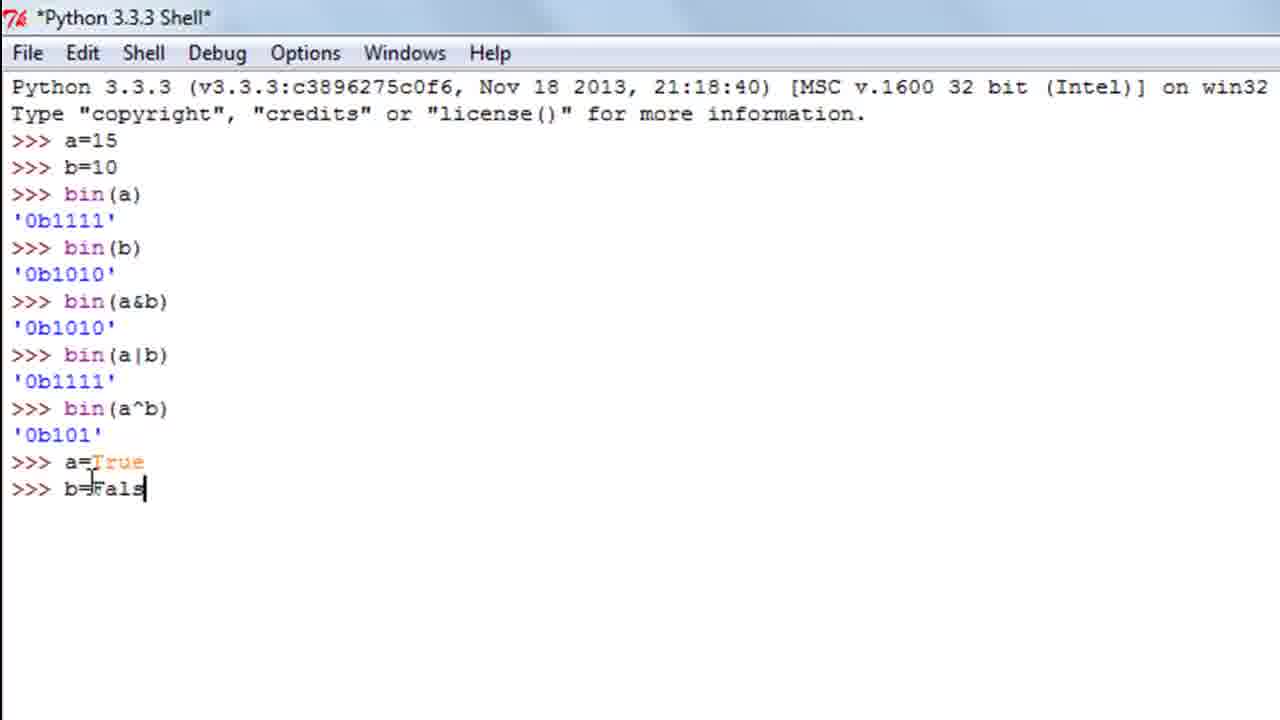 *Python 3.3.3 Shell*
File Edit Shell Debug Options Windows Help
Python 3.3.3 (v3.3.3:c3896275c0f6, Nov 18 2013, 21:18:40) [MSC v.1600 32 bit (Intel)] on win32
Type "copyright", "credits" or "license()" for more information.
>>> a=15
>>> b=10
>>> bin(a)
'0b1111'
>>> bin(b)
'0b1010'
>>> bin(a&b)
'0b1010'
>>> bin(a|b)
'0b1111'
>>> bin(a^b)
'0b101'
>>> a=True
>>> b=Fals